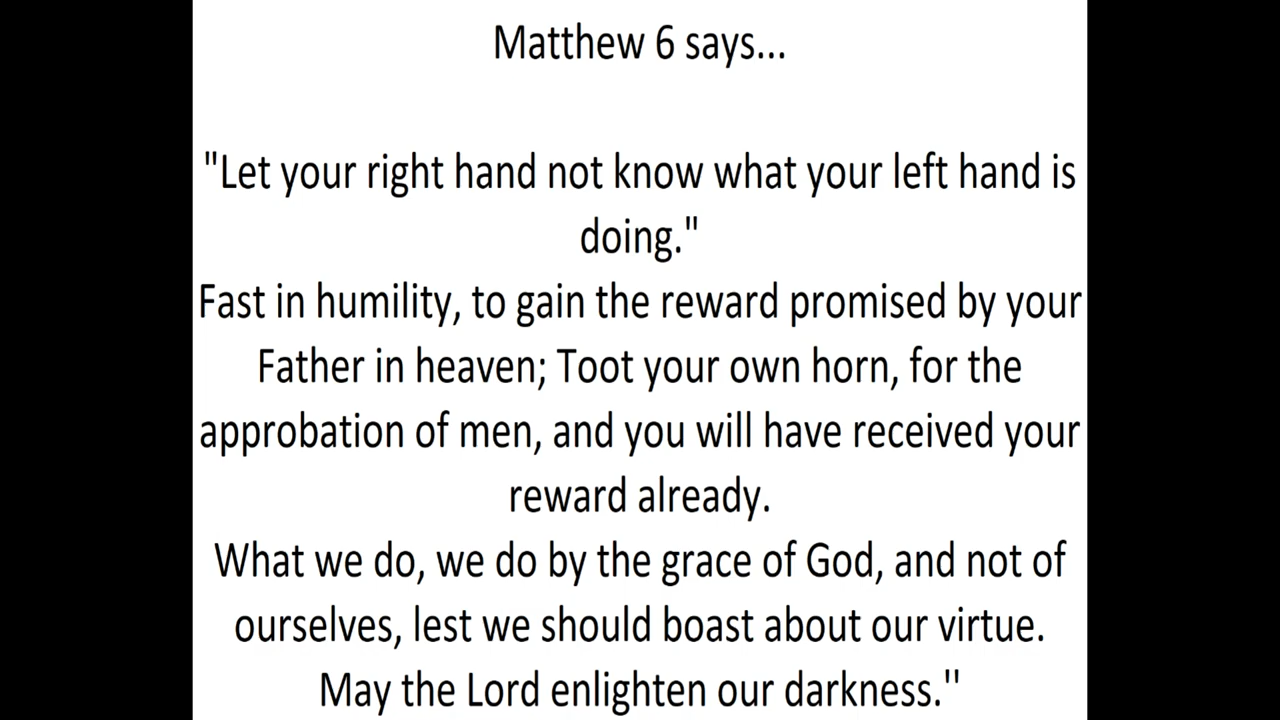 Matthew 6 says...
"Let your right hand not know what your left hand is
doing."
Fast in humility, to gain the reward promised by your
Father in heaven; Toot your own horn, for the
approbation of men, and you will have received your
reward already.
What we do, we do by the grace of God, and not of
ourselves, lest we should boast about our virtue.
May the Lord enlighten our darkness."